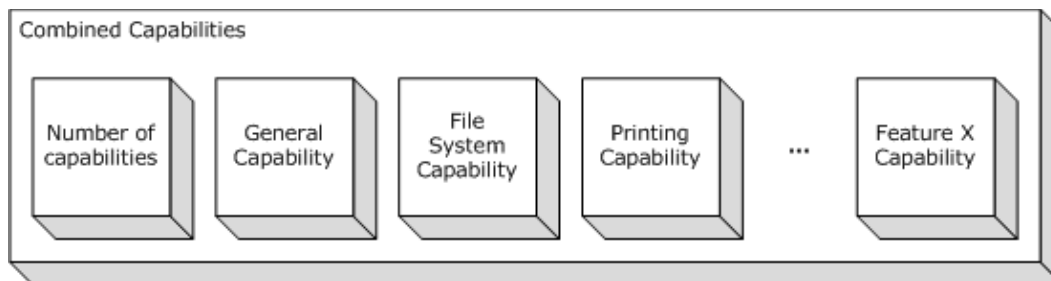 Combined Capabilities
Number of
capabilities
General
Capability
File
System
Capability
Printing
Capability
...
Feature X
Capability